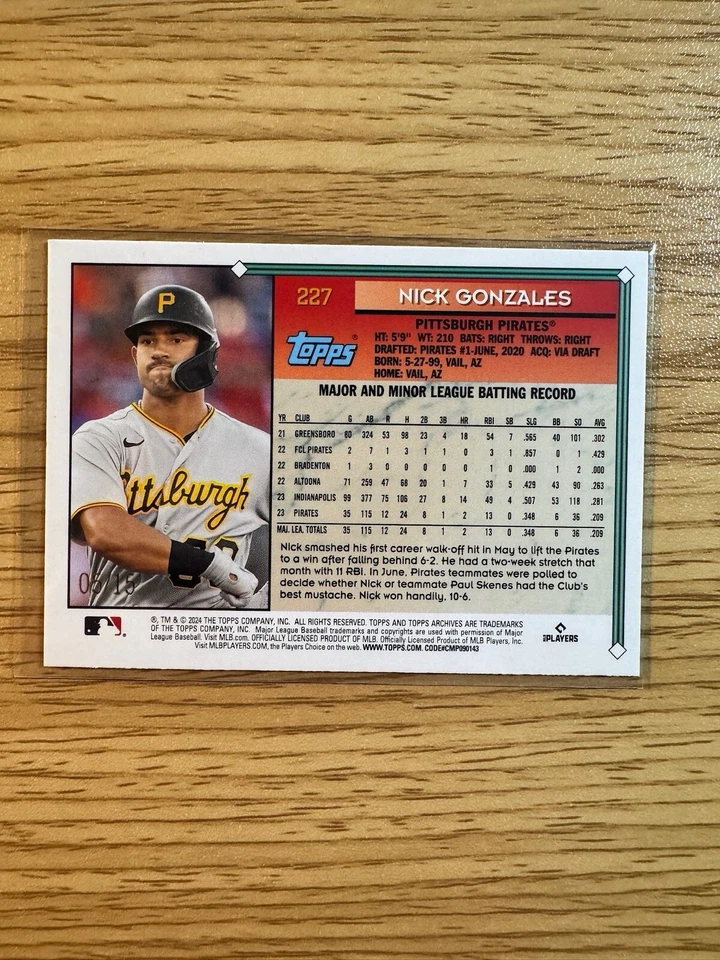 227
NICK GONZALES
TOPPS®
PITTSBURGH PIRATES®
HT: 5'9" WT: 210 BATS: RIGHT THROWS: RIGHT
DRAFTED: PIRATES #1-JUNE, 2020 ACQ: VIA DRAFT
BORN: 5-27-99, VAIL, AZ
HOME: VAIL, AZ
MAJOR AND MINOR LEAGUE BATTING RECORD
YR CLUB G AB R H 2B 3B HR RBI SB SLG BB SO AVG
21 GREENSBORO 80 324 53 98 23 4 18 54 7 .565 40 101 .302
22 FCL PIRATES 2 7 1 3 1 1 0 3 1 .857 0 1 .429
22 BRADENTON 1 3 0 0 0 0 0 1 0 .000 1 2 .000
22 ALTOONA 71 259 47 68 20 1 7 33 5 .429 43 90 .263
23 INDIANAPOLIS 99 377 75 106 27 8 14 49 4 .507 53 118 .281
23 PIRATES 35 115 12 24 8 1 2 13 0 .348 6 36 .209
MAJ. LEA. TOTALS 35 115 12 24 8 1 2 13 0 .348 6 36 .209
Nick smashed his first career walk-off hit in May to lift the Pirates
to a win after falling behind 6-2. He had a two-week stretch that
month with 11 RBI. In June, Pirates teammates were polled to
decide whether Nick or teammate Paul Skenes had the Club's
best mustache. Nick won handily, 10-6.
P
Pittsburgh
/15
®, TM & © 2024 THE TOPPS COMPANY, INC. ALL RIGHTS RESERVED. TOPPS AND TOPPS ARCHIVES ARE TRADEMARKS
OF THE TOPPS COMPANY, INC. Major League Baseball trademarks and copyrights are used with permission of Major
League Baseball. Visit MLB.com. OFFICIALLY LICENSED PRODUCT OF MLB. Officially Licensed Product of MLB Players, Inc.
Visit MLBPLAYERS.COM, the Players Choice on the web. WWW.TOPPS.COM. CODE#CMP090143
PLAYERS